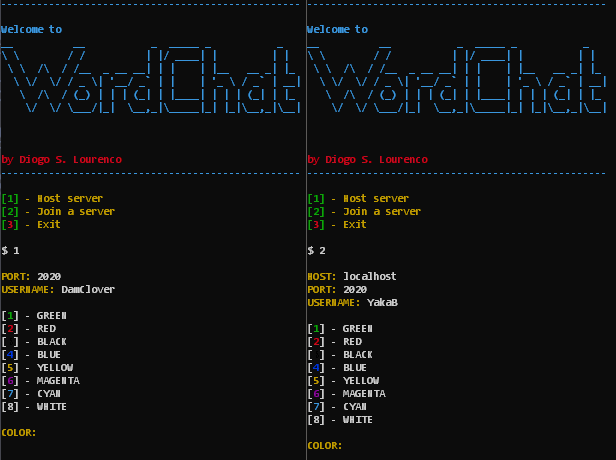 Welcome to
WordChat
by Diogo S. Lourenco
[1] - Host server
[2] - Join a server
[3] - Exit
$ 1
PORT: 2020
USERNAME: DamClover
[1] - GREEN
[2] - RED
[ ] - BLACK
[4] - BLUE
[5] - YELLOW
[6] - MAGENTA
[7] - CYAN
[8] - WHITE
COLOR:
Welcome to
WordChat
by Diogo S. Lourenco
[1] - Host server
[2] - Join a server
[3] - Exit
$ 2
HOST: localhost
PORT: 2020
USERNAME: YakaB
[1] - GREEN
[2] - RED
[ ] - BLACK
[4] - BLUE
[5] - YELLOW
[6] - MAGENTA
[7] - CYAN
[8] - WHITE
COLOR: